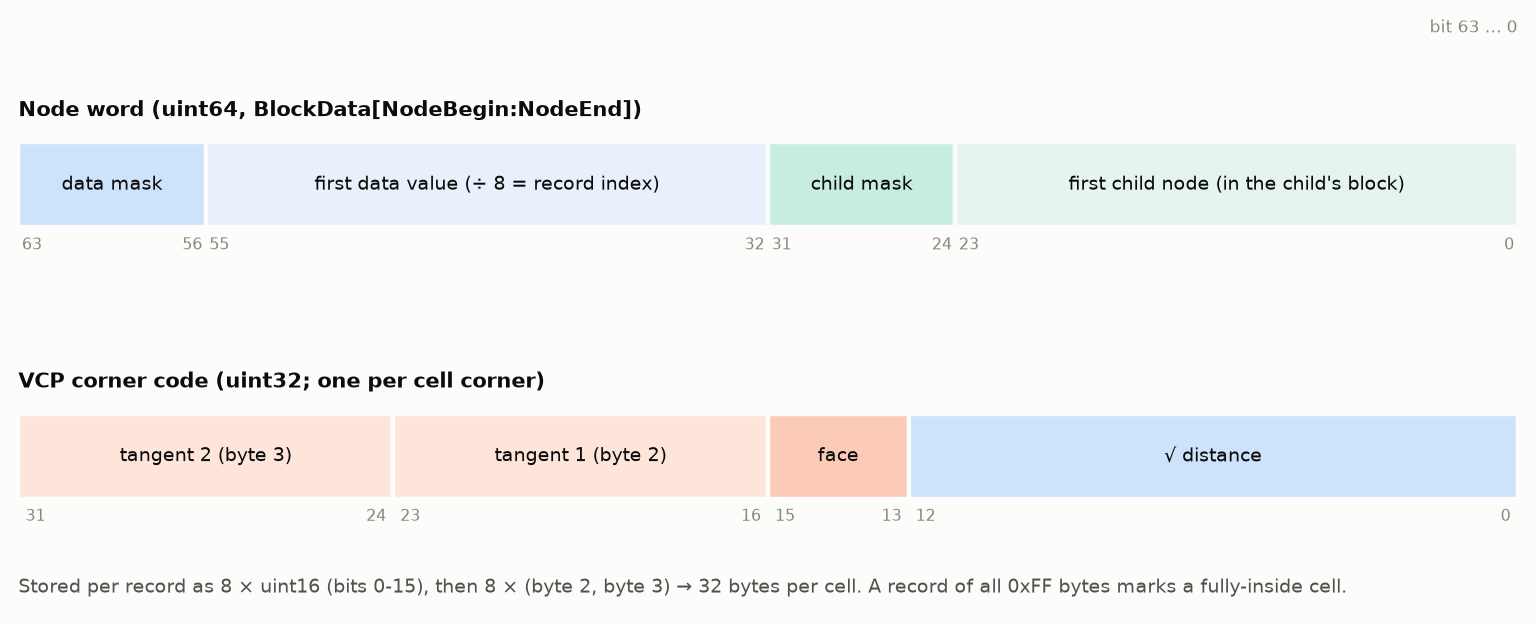 bit 63 … 0
Node word (uint64, BlockData[NodeBegin:NodeEnd])
data mask first data value (÷ 8 = record index) child mask first child node (in the child's block)
63 56 55 32 31 24 23 0
VCP corner code (uint32; one per cell corner)
tangent 2 (byte 3) tangent 1 (byte 2) face √ distance
31 24 23 16 15 13 12 0
Stored per record as 8 × uint16 (bits 0-15), then 8 × (byte 2, byte 3) → 32 bytes per cell. A record of all 0xFF bytes marks a fully-inside cell.